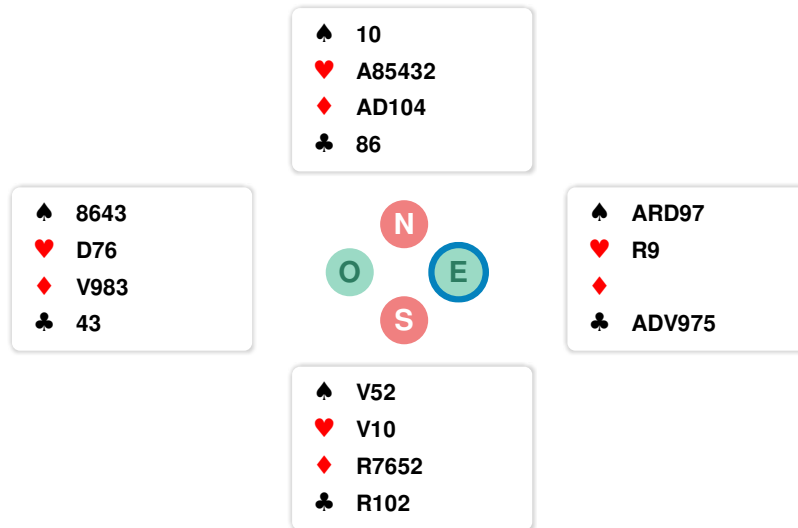 ♠ 10
♥ A85432
♦ AD104
♣ 86
♠ 8643
♥ D76
♦ V983
♣ 43
N
O E
S
♠ ARD97
♥ R9
♦
♣ ADV975
♠ V52
♥ V10
♦ R7652
♣ R102